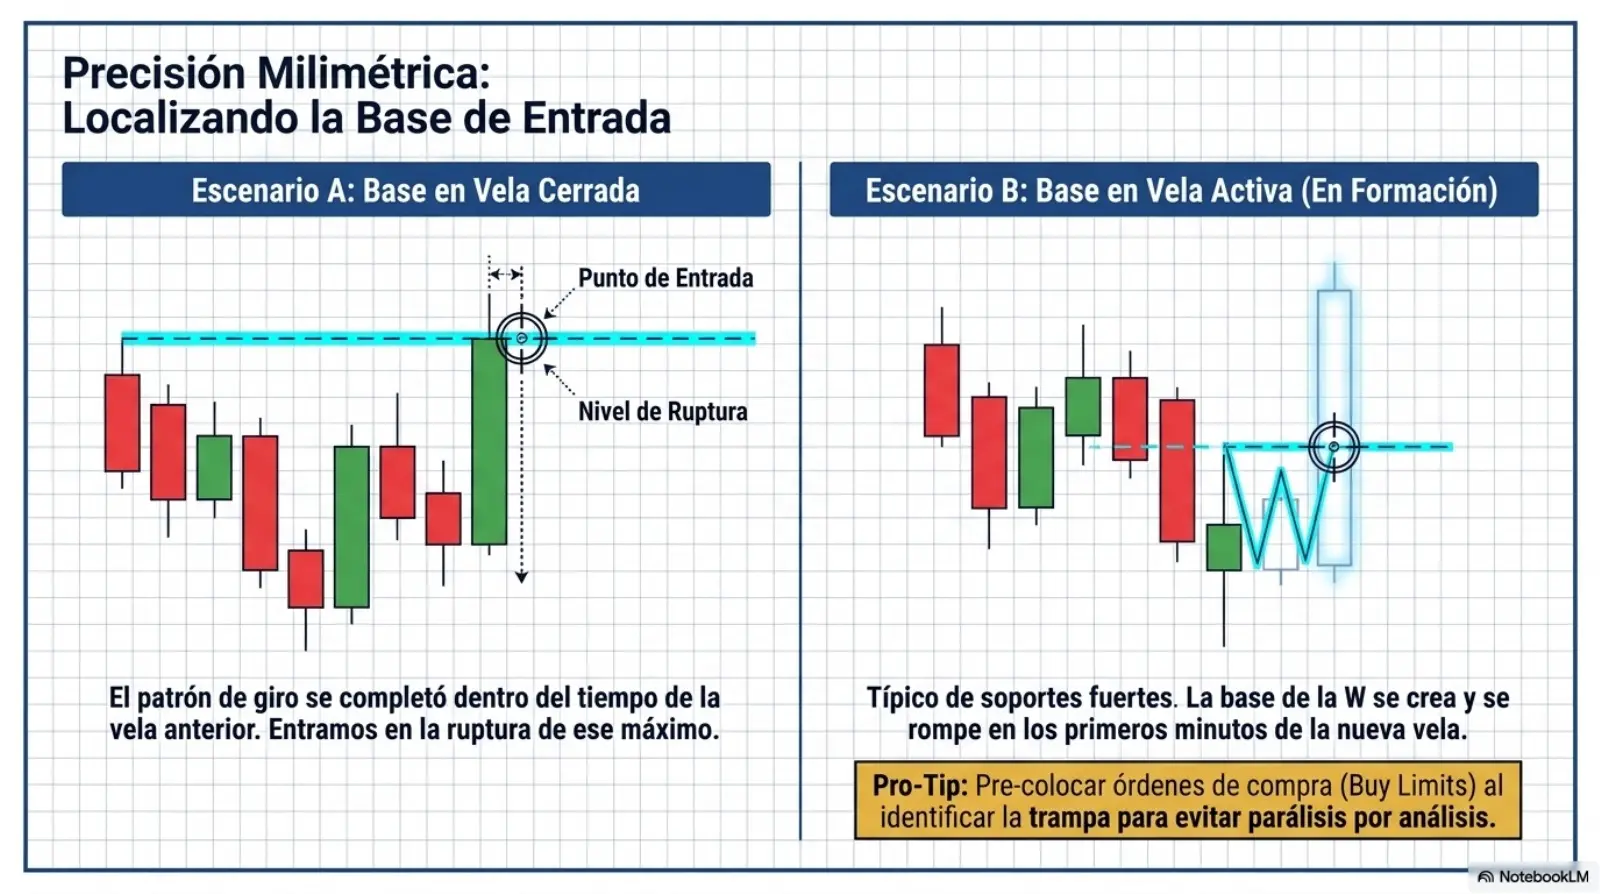 Precisión Milimétrica:
Localizando la Base de Entrada
Escenario A: Base en Vela Cerrada
Punto de Entrada
Nivel de Ruptura
El patrón de giro se completó dentro del tiempo de la
vela anterior. Entramos en la ruptura de ese máximo.
Escenario B: Base en Vela Activa (En Formación)
W
Típico de soportes fuertes. La base de la W se crea y se
rompe en los primeros minutos de la nueva vela.
Pro-Tip: Pre-colocar órdenes de compra (Buy Limits) al
identificar la trampa para evitar parálisis por análisis.
NotebookLM